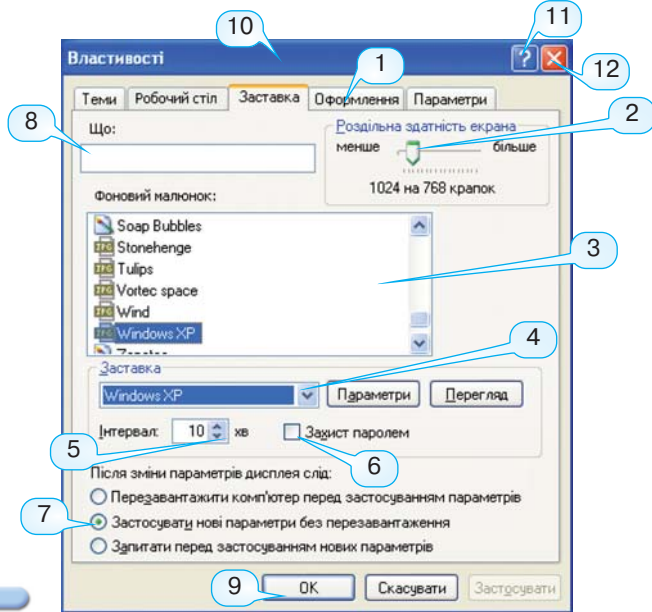 10
11
Властивості
?
1
12
Теми Робочий стіл Заставка Оформлення Параметри
8
Що:
Роздільна здатність екрана
2
менше більше
1024 на 768 крапок
Фоновий малюнок:
Soap Bubbles
Stonehenge
3
Tulips
Vortec space
Wind
Windows XP
4
Заставка
Windows XP Параметри Перегляд
Інтервал: 10 хв Захист паролем
5
6
Після зміни параметрів дисплея слід:
Перезавантажити комп'ютер перед застосуванням параметрів
7
Застосувати нові параметри без перезавантаження
Запитати перед застосуванням нових параметрів
9
OK Скасувати Застосувати